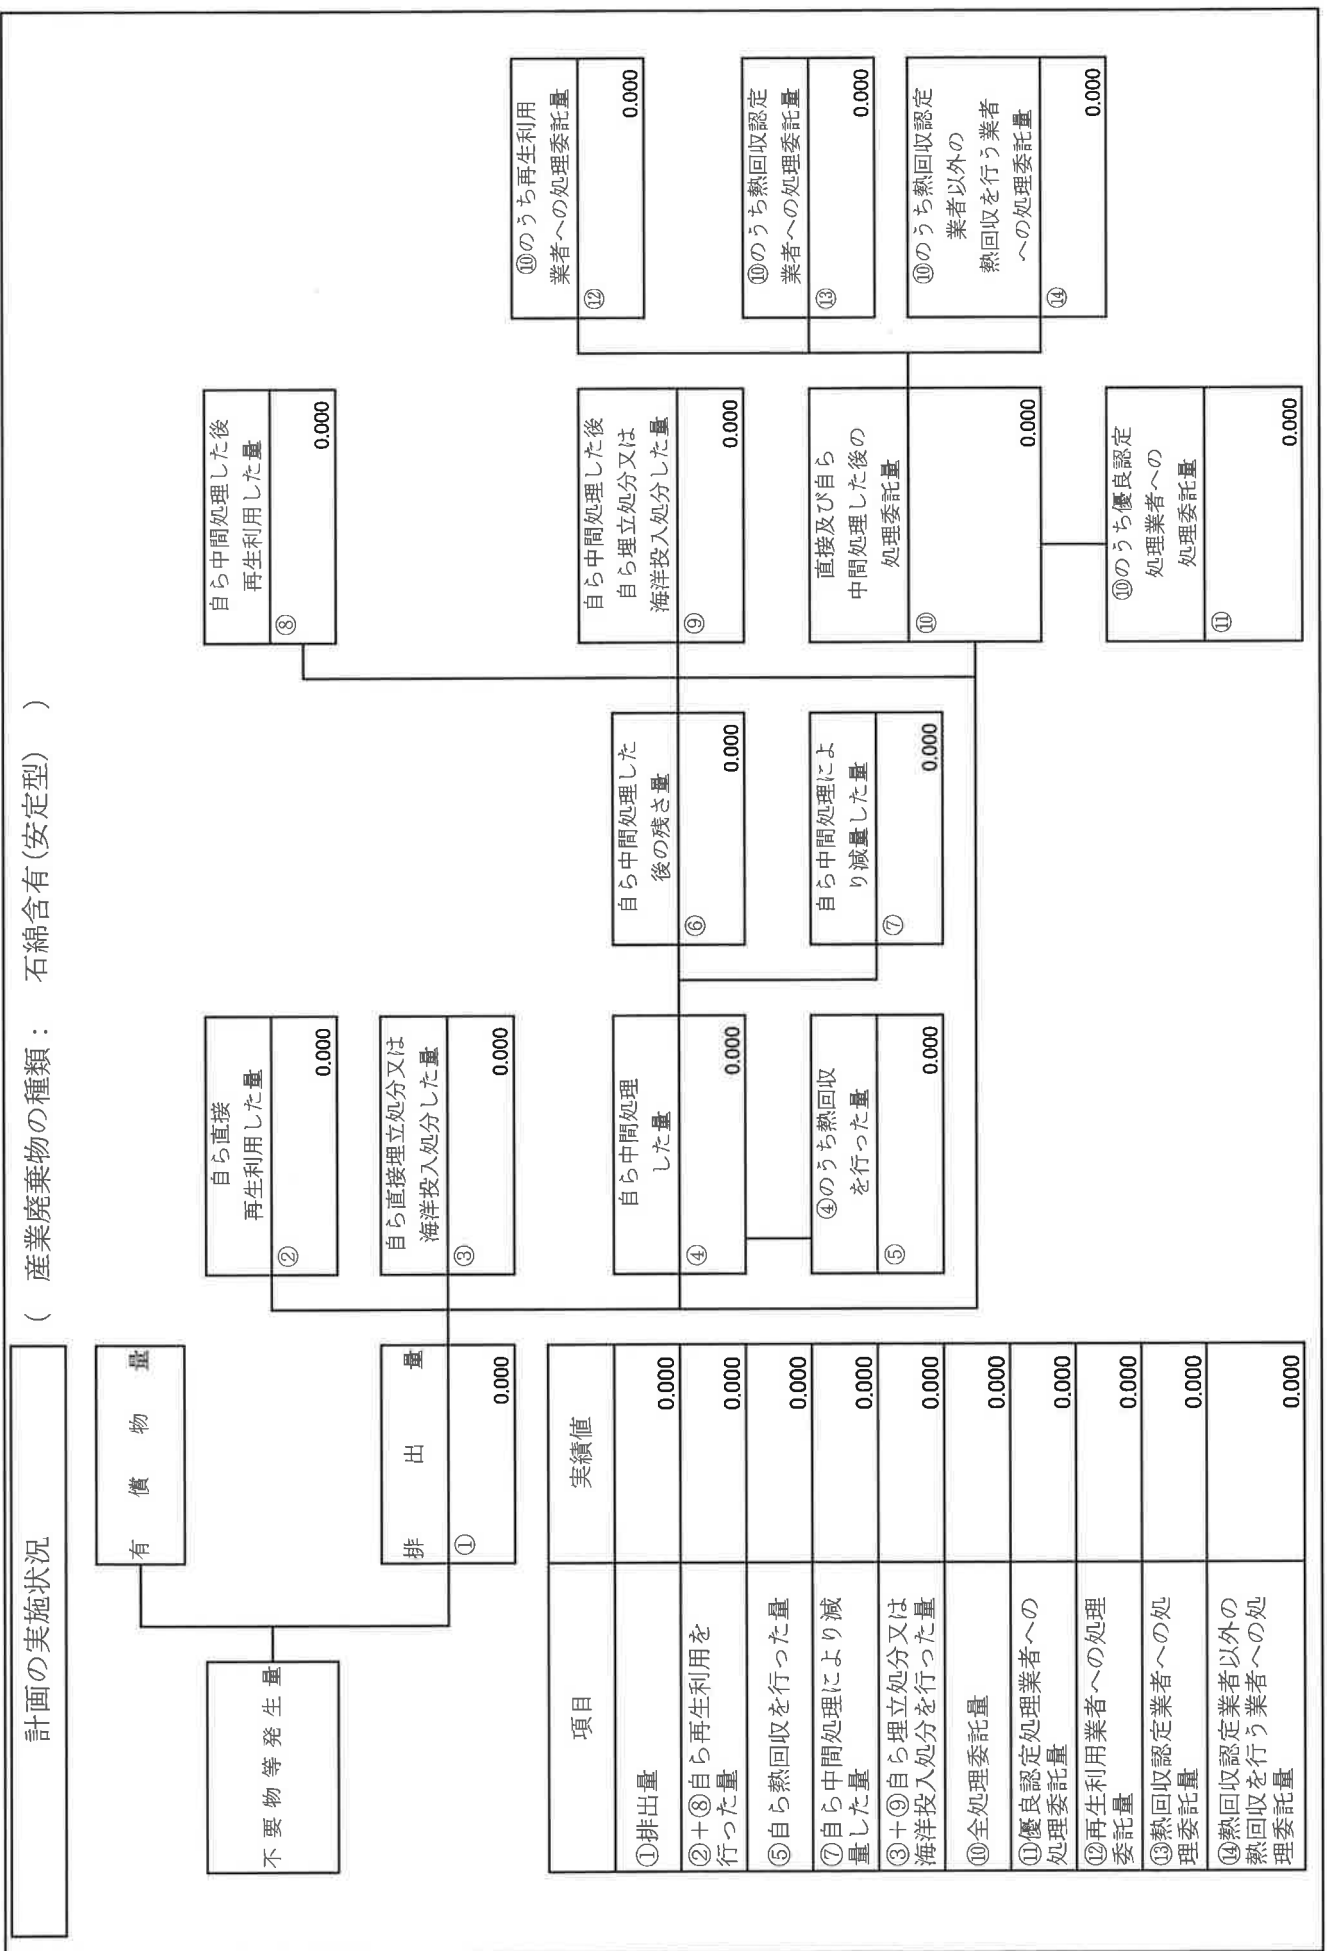 計画の実施状況
( 産業廃棄物の種類： 石綿含有(安定型) )
不要物等発生量
有償物量
排出量
①
0.000
自ら直接
再生利用した量
②
0.000
自ら直接埋立処分又は
海洋投入処分した量
③
0.000
自ら中間処理
した量
④
0.000
④のうち熱回収
を行った量
⑤
0.000
自ら中間処理した
後の残さ量
⑥
0.000
自ら中間処理によ
り減量した量
⑦
0.000
自ら中間処理した後
再生利用した量
⑧
0.000
自ら中間処理した後
自ら埋立処分又は
海洋投入処分した量
⑨
0.000
直接及び自ら
中間処理した後の
処理委託量
⑩
0.000
⑩のうち優良認定
処理業者への
処理委託量
⑪
0.000
⑩のうち再生利用
業者への処理委託量
⑫
0.000
⑩のうち熱回収認定
業者への処理委託量
⑬
0.000
⑩のうち熱回収認定
業者以外の
熱回収を行う業者
への処理委託量
⑭
0.000
項目 実績値
①排出量 0.000
②＋⑧自ら再生利用を
行った量 0.000
⑤自ら熱回収を行った量 0.000
⑦自ら中間処理により減
量した量 0.000
③＋⑨自ら埋立処分又は
海洋投入処分を行った量 0.000
⑩全処理委託量 0.000
⑪優良認定処理業者への
処理委託量 0.000
⑫再生利用業者への処理
委託量 0.000
⑬熱回収認定業者への処
理委託量 0.000
⑭熱回収認定業者以外の
熱回収を行う業者への処
理委託量 0.000